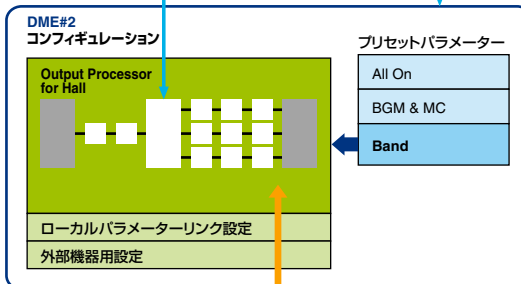 DME#2
コンフィギュレーション
Output Processor
for Hall
ローカルパラメーターリンク設定
外部機器用設定
プリセットパラメーター
All On
BGM & MC
Band